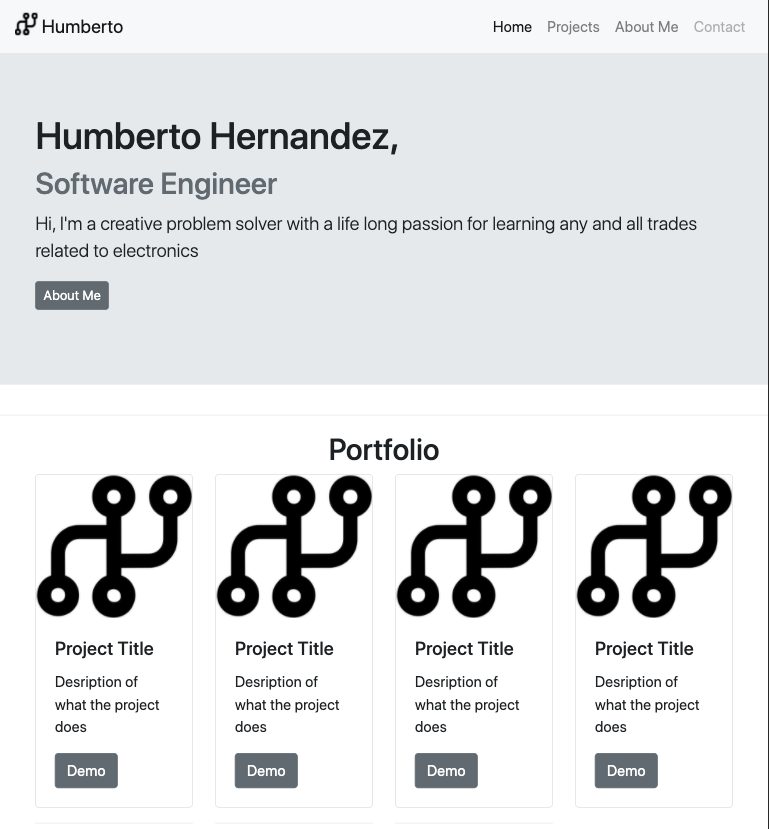 Humberto
Home Projects About Me Contact
Humberto Hernandez,
Software Engineer
Hi, I'm a creative problem solver with a life long passion for learning any and all trades
related to electronics
About Me
Portfolio
Project Title
Desription of
what the project
does
Demo
Project Title
Desription of
what the project
does
Demo
Project Title
Desription of
what the project
does
Demo
Project Title
Desription of
what the project
does
Demo